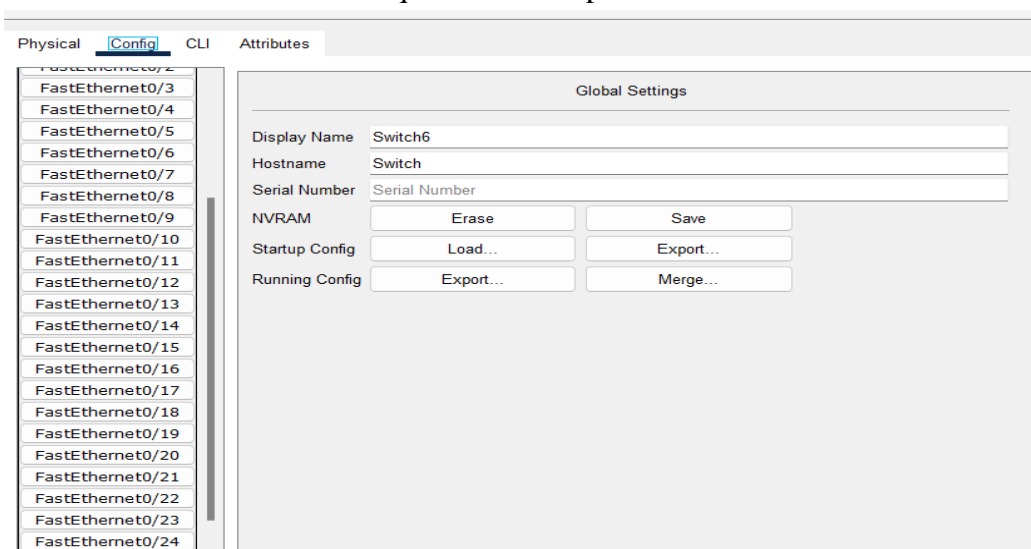 Physical Config CLI Attributes
FastEthernet0/2
FastEthernet0/3
FastEthernet0/4
FastEthernet0/5
FastEthernet0/6
FastEthernet0/7
FastEthernet0/8
FastEthernet0/9
FastEthernet0/10
FastEthernet0/11
FastEthernet0/12
FastEthernet0/13
FastEthernet0/14
FastEthernet0/15
FastEthernet0/16
FastEthernet0/17
FastEthernet0/18
FastEthernet0/19
FastEthernet0/20
FastEthernet0/21
FastEthernet0/22
FastEthernet0/23
FastEthernet0/24
Global Settings
Display Name Switch6
Hostname Switch
Serial Number Serial Number
NVRAM Erase Save
Startup Config Load... Export...
Running Config Export... Merge...